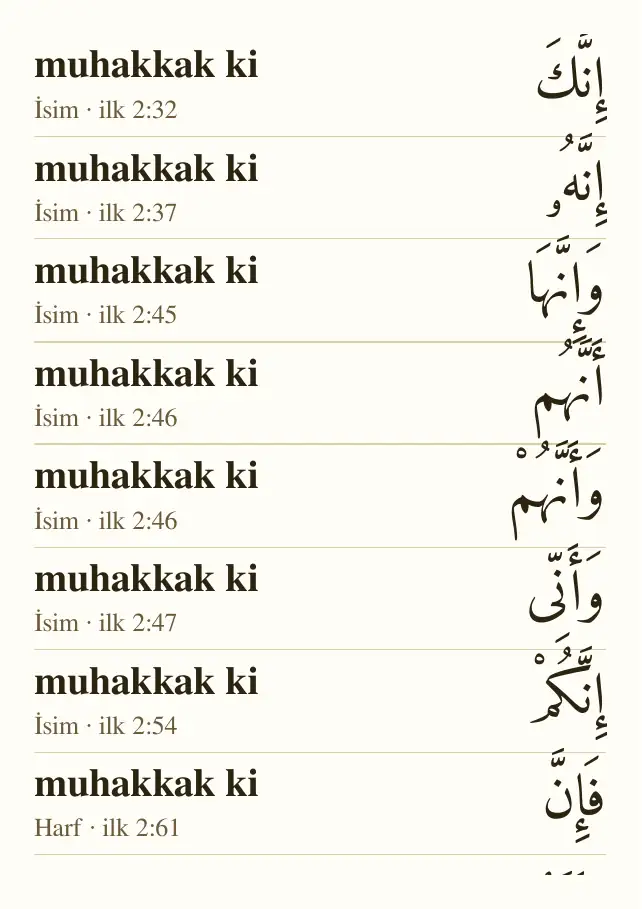 muhakkak ki إِنَّكَ
İsim · ilk 2:32
muhakkak ki إِنَّهُۥ
İsim · ilk 2:37
muhakkak ki وَإِنَّهَا
İsim · ilk 2:45
muhakkak ki أَنَّهُم
İsim · ilk 2:46
muhakkak ki وَأَنَّهُمْ
İsim · ilk 2:46
muhakkak ki وَأَنِّى
İsim · ilk 2:47
muhakkak ki إِنَّكُمْ
İsim · ilk 2:54
muhakkak ki فَإِنَّ
Harf · ilk 2:61